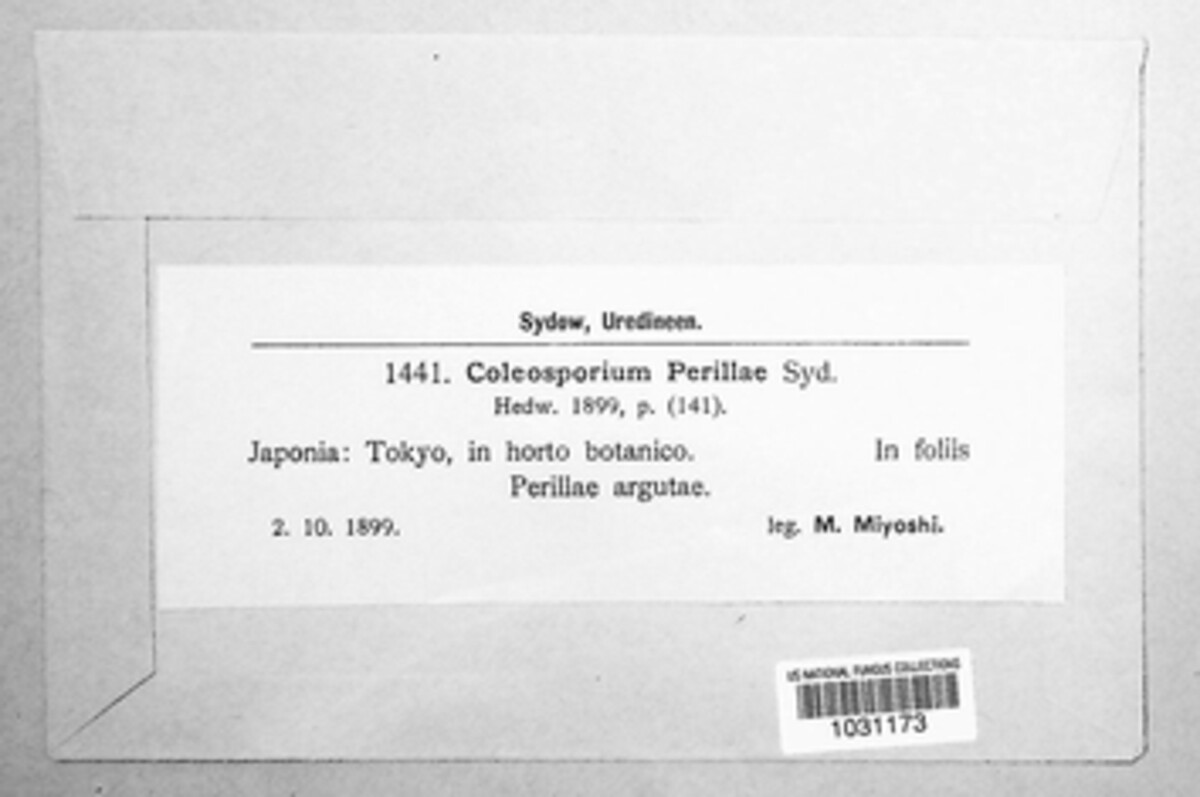 Sydow, Uredineen.
1441. Coleosporium Perillae Syd.
Hedw. 1899, p. (141).
Japonia: Tokyo, in horto botanico. In foliis
Perillae argutae.
2. 10. 1899. leg. M. Miyoshi.
US NATIONAL FUNGUS COLLECTIONS
1031173